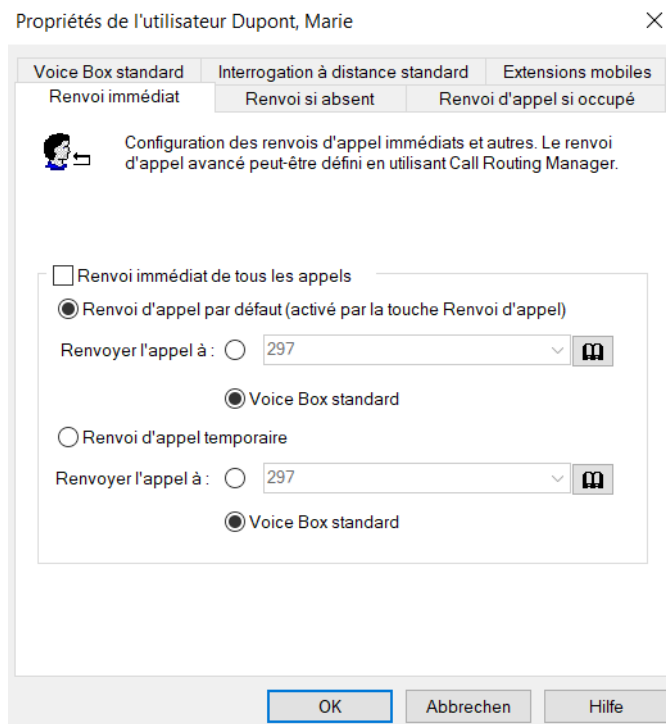 Propriétés de l'utilisateur Dupont, Marie
Voice Box standard Interrogation à distance standard Extensions mobiles
Renvoi immédiat Renvoi si absent Renvoi d'appel si occupé
Configuration des renvois d'appel immédiats et autres. Le renvoi
d'appel avancé peut-être défini en utilisant Call Routing Manager.
Renvoi immédiat de tous les appels
Renvoi d'appel par défaut (activé par la touche Renvoi d'appel)
Renvoyer l'appel à : 297
Voice Box standard
Renvoi d'appel temporaire
Renvoyer l'appel à : 297
Voice Box standard
OK Abbrechen Hilfe